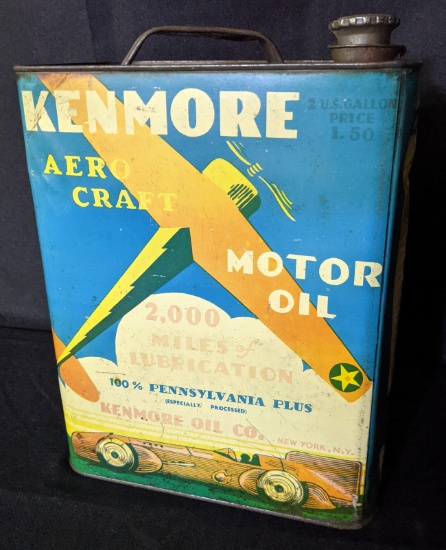 KENMORE
2 U.S. GALLON
PRICE
1.50
AERO
CRAFT
MOTOR
OIL
2,000
MILES of
LUBRICATION
100% PENNSYLVANIA PLUS
(ESPECIALLY PROCESSED)
KENMORE OIL CO.
NEW YORK, N.Y.